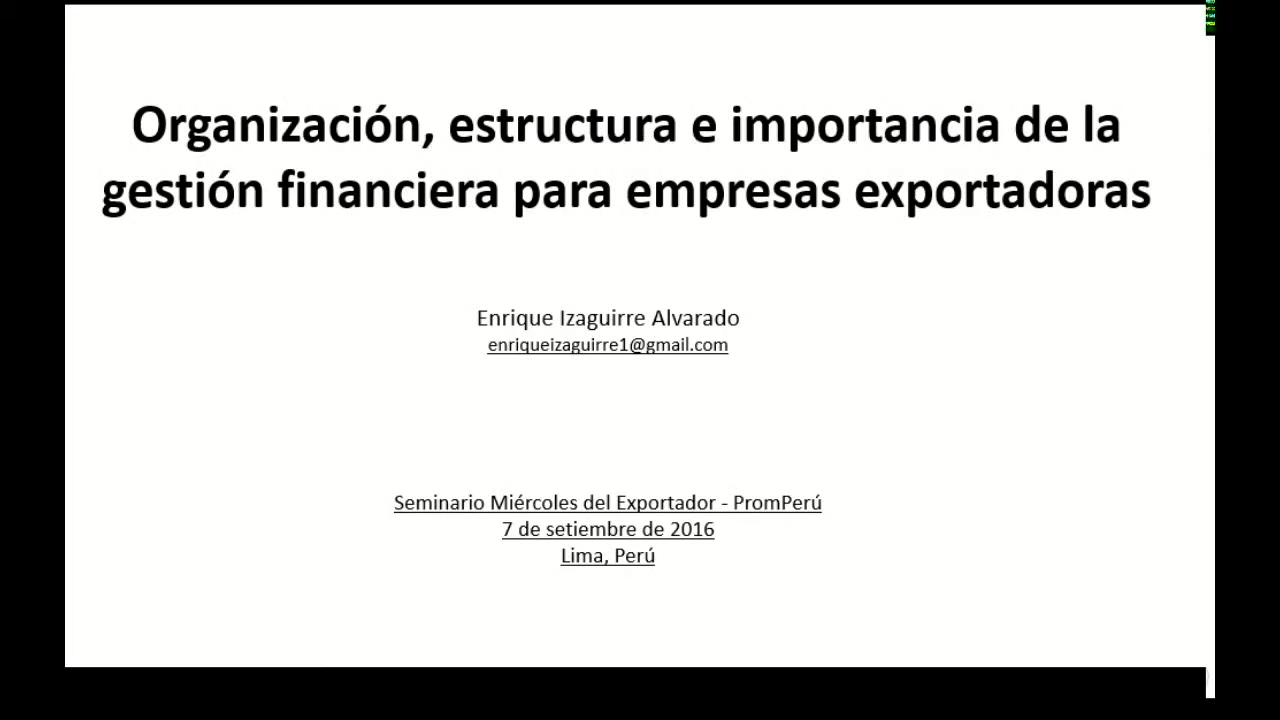 Organización, estructura e importancia de la
gestión financiera para empresas exportadoras
Enrique Izaguirre Alvarado
enriqueizaguirre1@gmail.com
Seminario Miércoles del Exportador - PromPerú
7 de setiembre de 2016
Lima, Perú